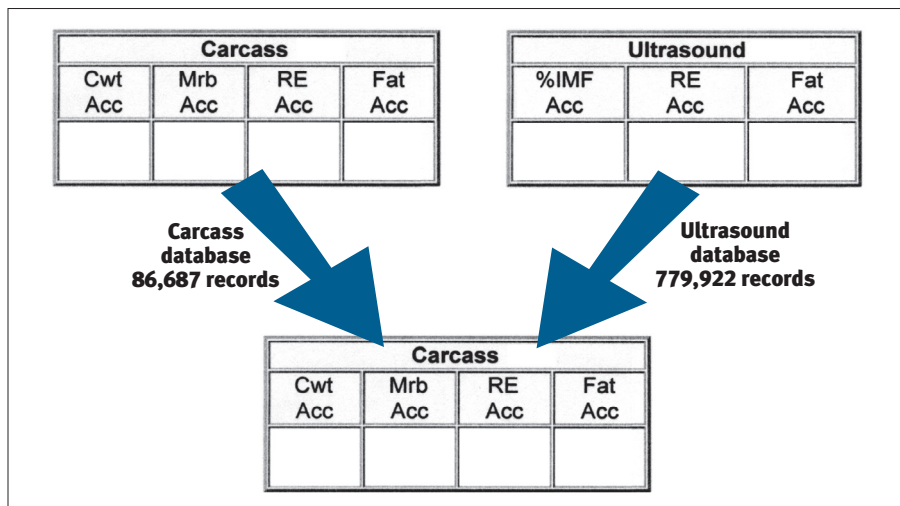 Carcass
Cwt Mrb RE Fat
Acc Acc Acc Acc
Ultrasound
%IMF RE Fat
Acc Acc Acc
Carcass
database
86,687 records
Ultrasound
database
779,922 records
Carcass
Cwt Mrb RE Fat
Acc Acc Acc Acc